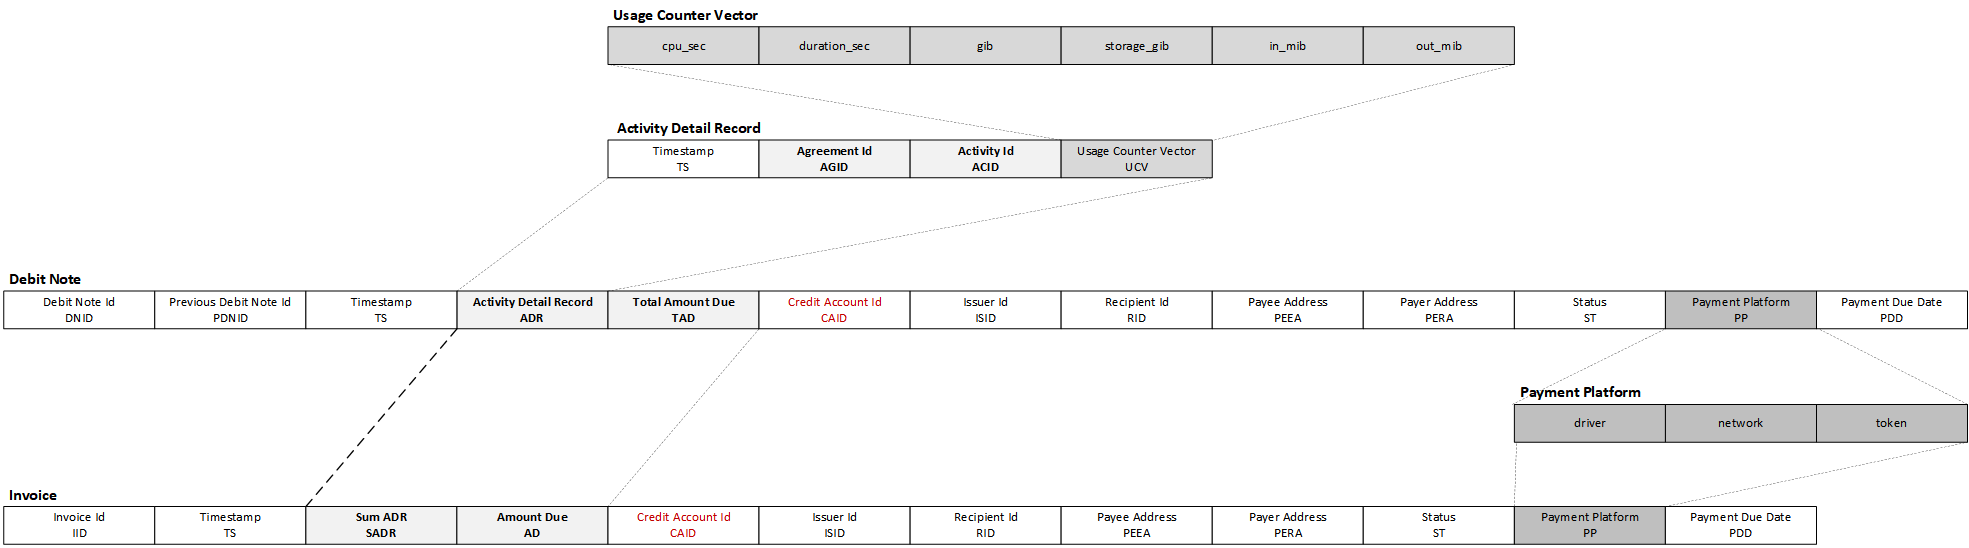 Usage Counter Vector
cpu_sec duration_sec gib storage_gib in_mib out_mib
Activity Detail Record
Timestamp Agreement Id Activity Id Usage Counter Vector
TS AGID ACID UCV
Debit Note
Debit Note Id Previous Debit Note Id Timestamp Activity Detail Record Total Amount Due Credit Account Id Issuer Id Recipient Id Payee Address Payer Address Status Payment Platform Payment Due Date
DNID PDNID TS ADR TAD CAID ISID RID PEEA PERA ST PP PDD
Payment Platform
driver network token
Invoice
Invoice Id Timestamp Sum ADR Amount Due Credit Account Id Issuer Id Recipient Id Payee Address Payer Address Status Payment Platform Payment Due Date
IID TS SADR AD CAID ISID RID PEEA PERA ST PP PDD